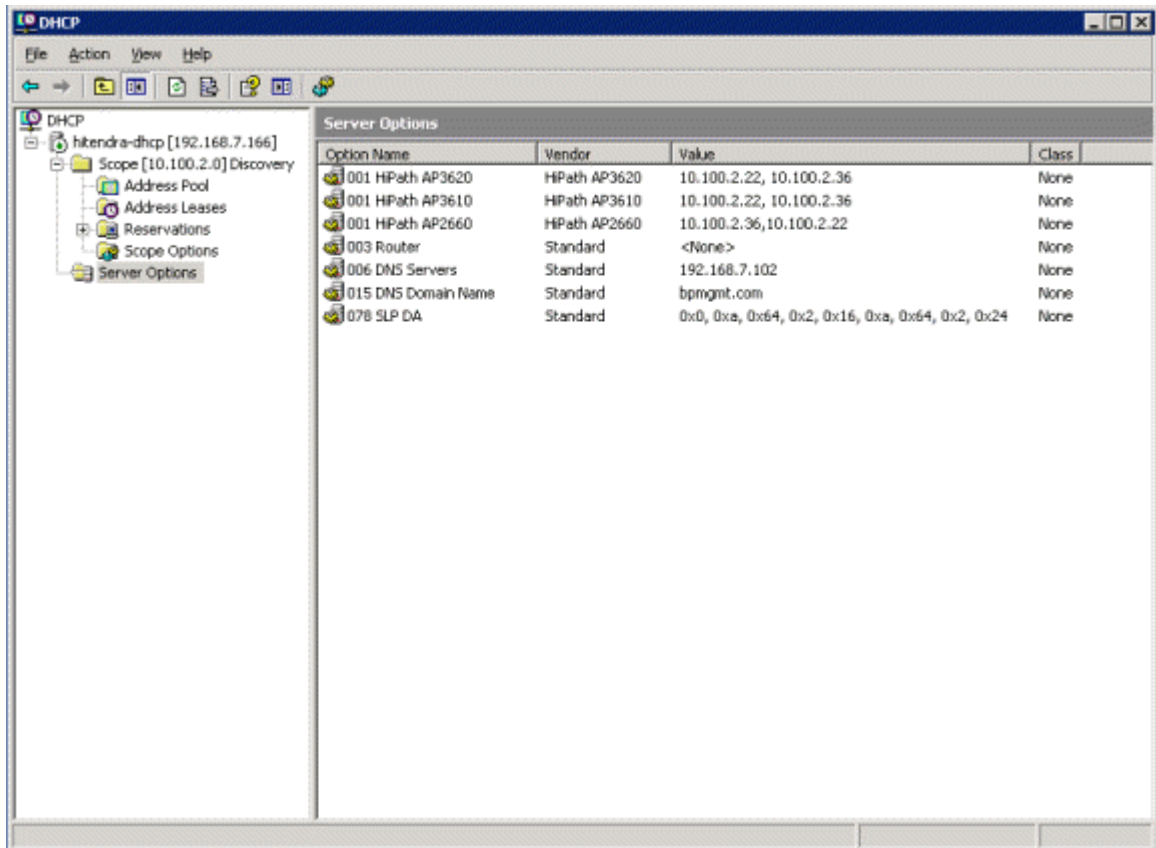 DHCP
File Action View Help
DHCP
hitendra-dhcp [192.168.7.166]
Scope [10.100.2.0] Discovery
Address Pool
Address Leases
Reservations
Scope Options
Server Options
Server Options
Option Name Vendor Value Class
001 HiPath AP3620 HiPath AP3620 10.100.2.22, 10.100.2.36 None
001 HiPath AP3610 HiPath AP3610 10.100.2.22, 10.100.2.36 None
001 HiPath AP2660 HiPath AP2660 10.100.2.36,10.100.2.22 None
003 Router Standard <None> None
006 DNS Servers Standard 192.168.7.102 None
015 DNS Domain Name Standard bpmgmt.com None
078 SLP DA Standard 0x0, 0xa, 0x64, 0x2, 0x16, 0xa, 0x64, 0x2, 0x24 None